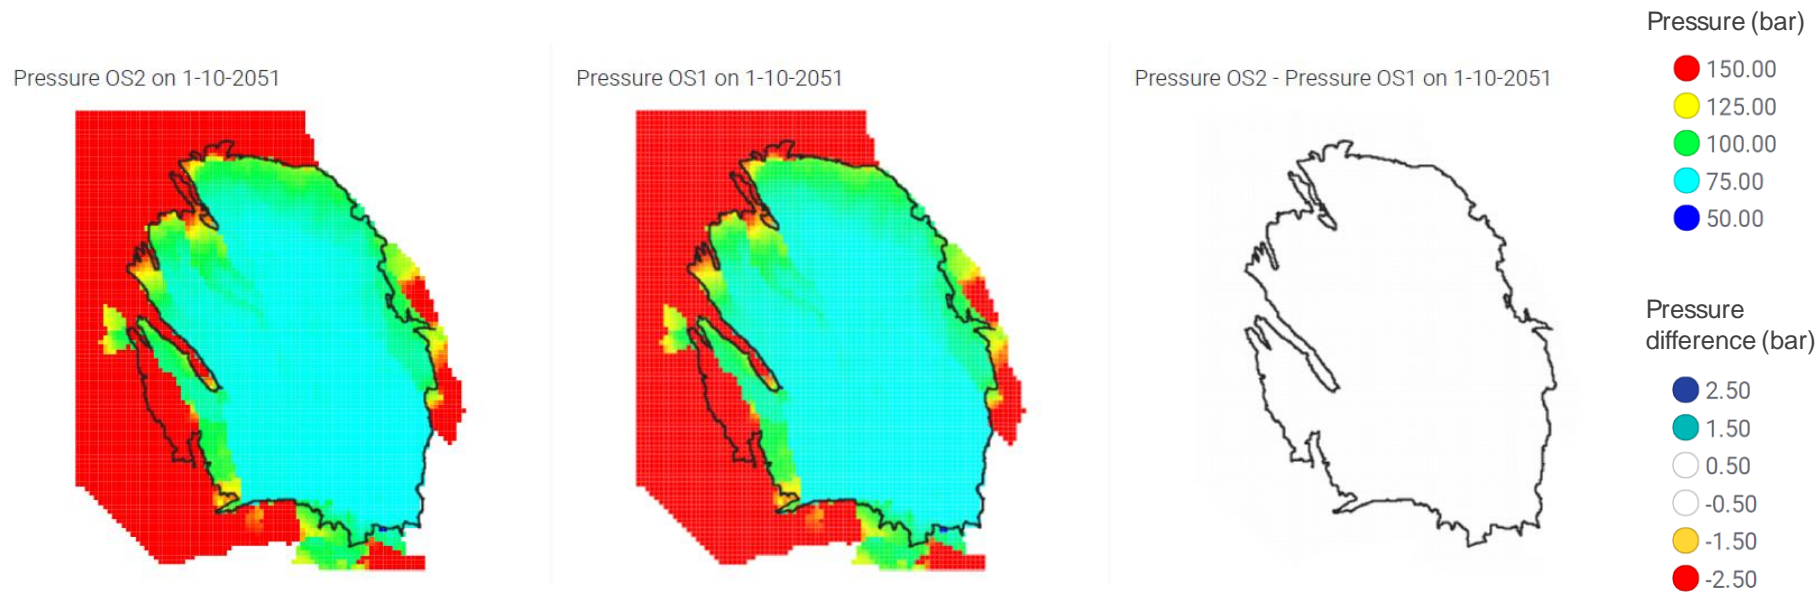 Pressure (bar)
Pressure OS2 on 1-10-2051
Pressure OS1 on 1-10-2051
Pressure OS2 - Pressure OS1 on 1-10-2051
150.00
125.00
100.00
75.00
50.00
Pressure
difference (bar)
2.50
1.50
0.50
-0.50
-1.50
-2.50